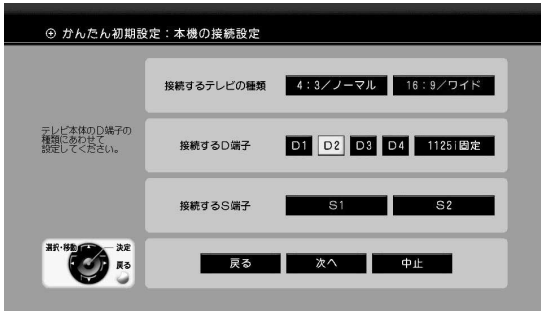 ⊕ かんたん初期設定：本機の接続設定
接続するテレビの種類 4：3／ノーマル 16：9／ワイド
テレビ本体のD端子の
種類にあわせて
設定してください。
接続するD端子 D1 D2 D3 D4 1125i固定
接続するS端子 S1 S2
選択・移動 決定
戻る
戻る 次へ 中止